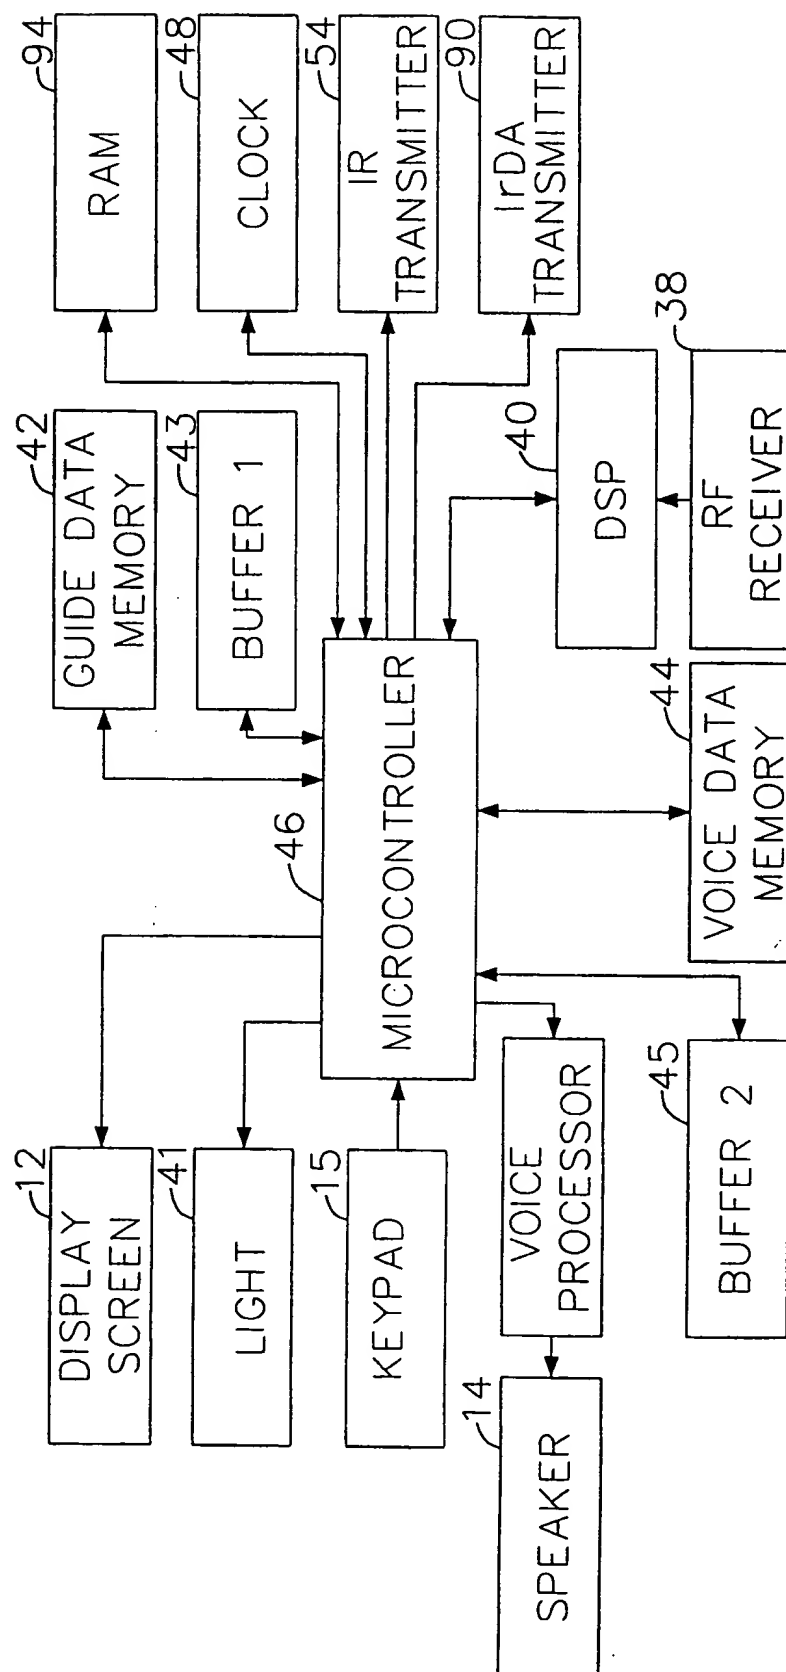 12
DISPLAY
SCREEN
41
LIGHT
15
KEYPAD
14
SPEAKER
VOICE
PROCESSOR
45
BUFFER 2
46
MICROCONTROLLER
42
GUIDE DATA
MEMORY
43
BUFFER 1
44
VOICE DATA
MEMORY
94
RAM
48
CLOCK
54
IR
TRANSMITTER
90
IrDA
TRANSMITTER
40
DSP
38
RF
RECEIVER